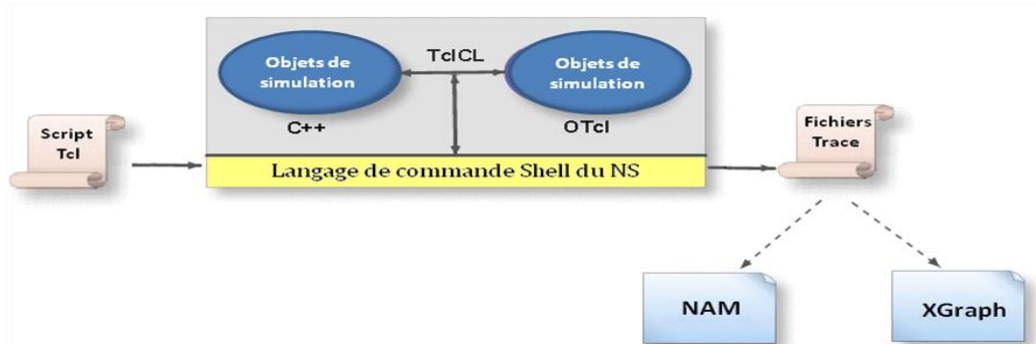 Script
Tcl
Objets de
simulation
C++
TclCL
Objets de
simulation
OTcl
Langage de commande Shell du NS
Fichiers
Trace
NAM
XGraph